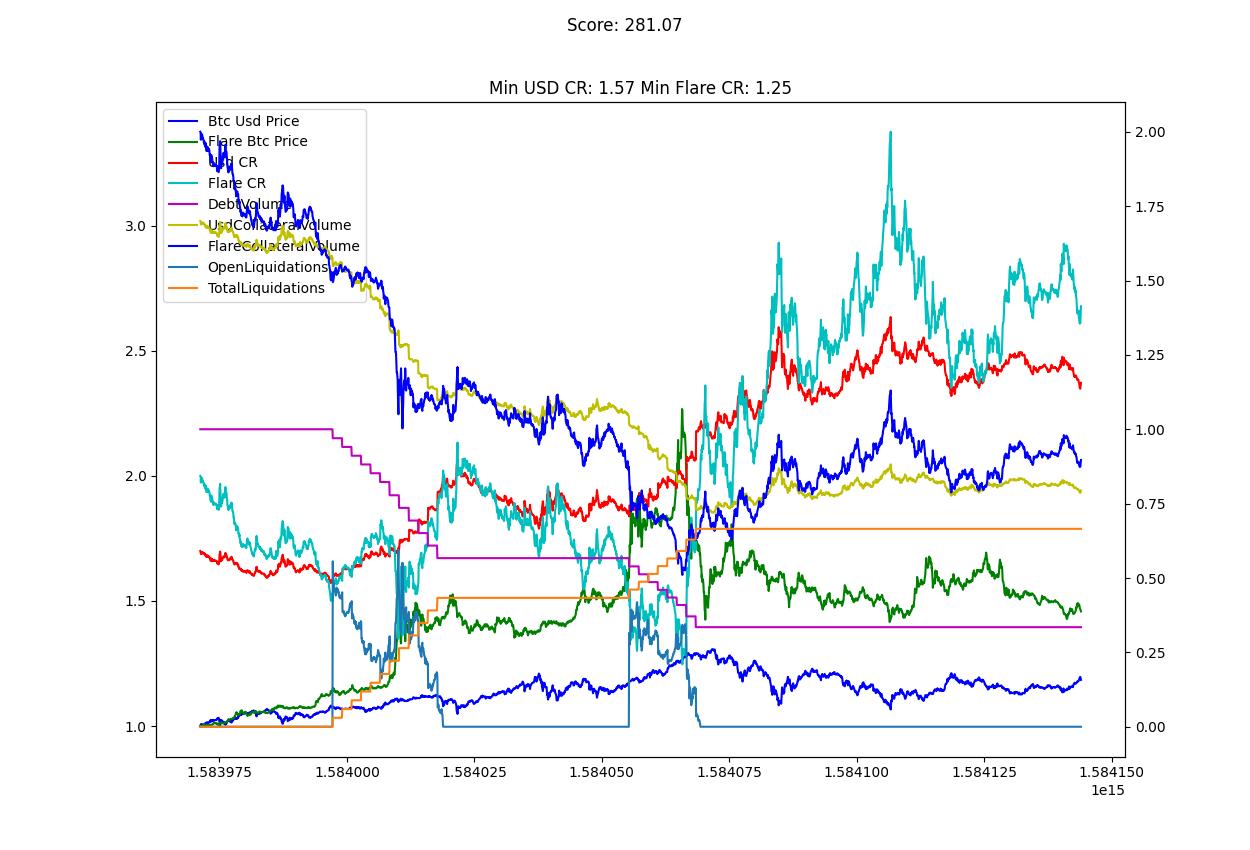 Score: 281.07
Min USD CR: 1.57 Min Flare CR: 1.25
Btc Usd Price
Flare Btc Price
Usd CR
Flare CR
DebtVolume
UsdCollateralVolume
FlareCollateralVolume
OpenLiquidations
TotalLiquidations
3.0
2.5
2.0
1.5
1.0
2.00
1.75
1.50
1.25
1.00
0.75
0.50
0.25
0.00
1.583975 1.584000 1.584025 1.584050 1.584075 1.584100 1.584125 1.584150
1e15